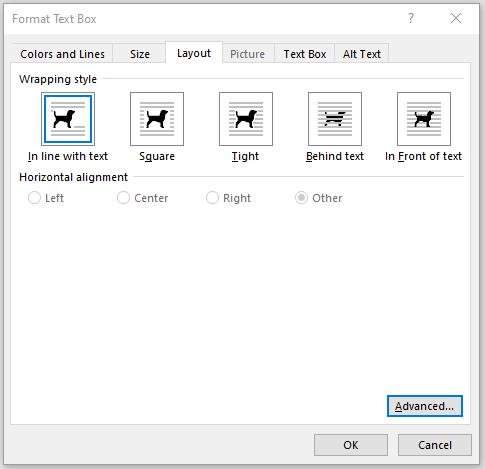 Format Text Box ? ×
Colors and Lines Size Layout Picture Text Box Alt Text
Wrapping style
In line with text Square Tight Behind text In Front of text
Horizontal alignment
Left Center Right Other
Advanced...
OK Cancel